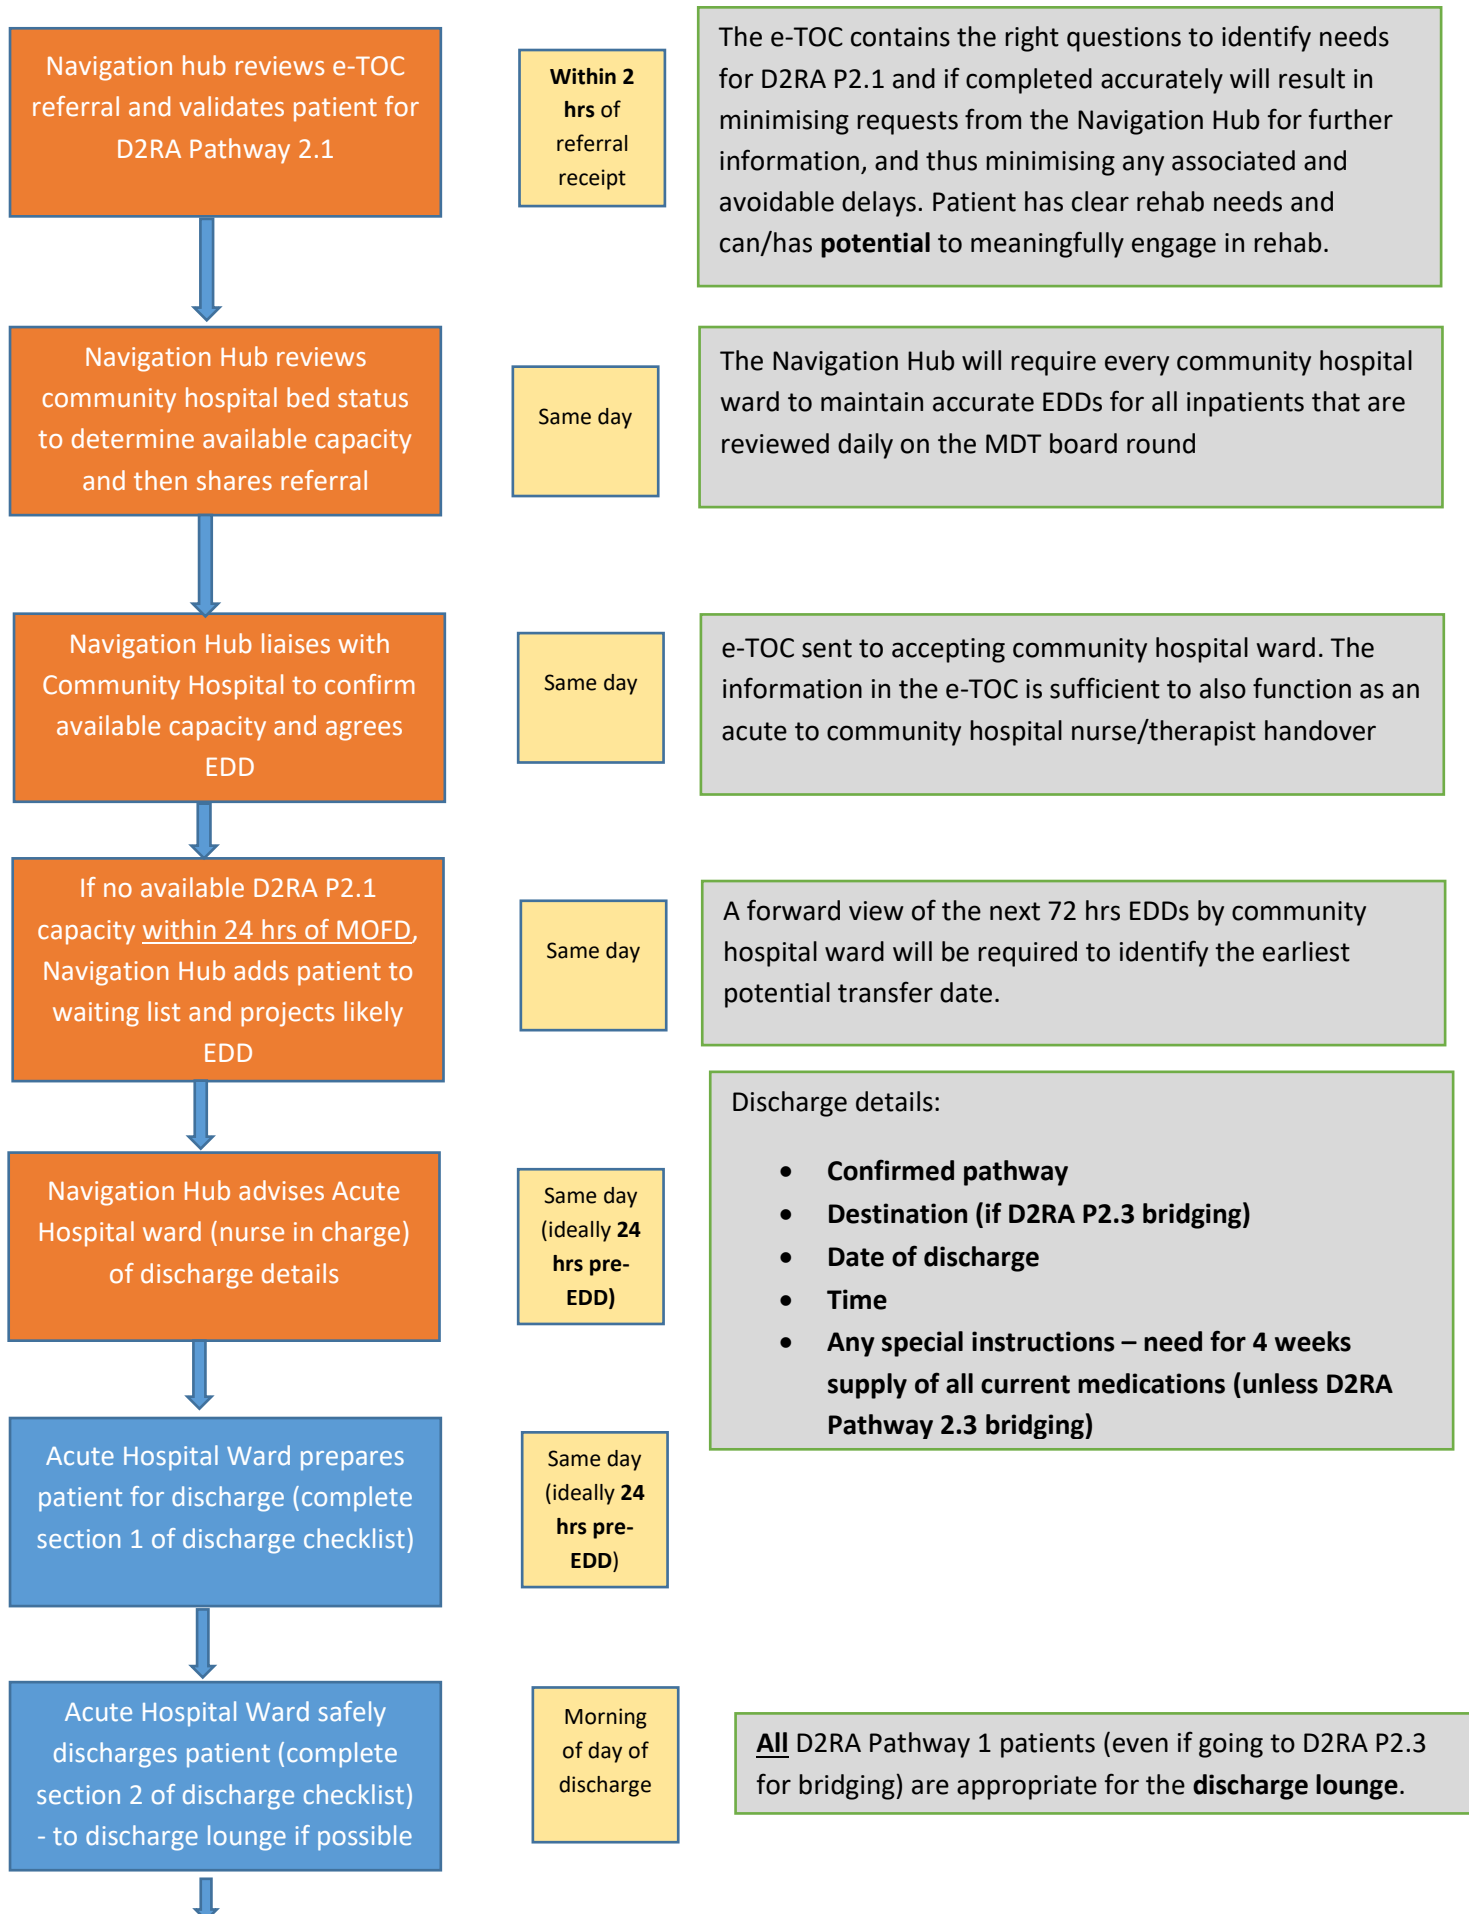 Navigation hub reviews e-TOC
referral and validates patient for
D2RA Pathway 2.1
Within 2
hrs of
referral
receipt
The e-TOC contains the right questions to identify needs
for D2RA P2.1 and if completed accurately will result in
minimising requests from the Navigation Hub for further
information, and thus minimising any associated and
avoidable delays. Patient has clear rehab needs and
can/has potential to meaningfully engage in rehab.
Navigation Hub reviews
community hospital bed status
to determine available capacity
and then shares referral
Same day
The Navigation Hub will require every community hospital
ward to maintain accurate EDDs for all inpatients that are
reviewed daily on the MDT board round
Navigation Hub liaises with
Community Hospital to confirm
available capacity and agrees
EDD
Same day
e-TOC sent to accepting community hospital ward. The
information in the e-TOC is sufficient to also function as an
acute to community hospital nurse/therapist handover
If no available D2RA P2.1
capacity within 24 hrs of MOFD,
Navigation Hub adds patient to
waiting list and projects likely
EDD
Same day
A forward view of the next 72 hrs EDDs by community
hospital ward will be required to identify the earliest
potential transfer date.
Navigation Hub advises Acute
Hospital ward (nurse in charge)
of discharge details
Same day
(ideally 24
hrs pre-
EDD)
Discharge details:
• Confirmed pathway
• Destination (if D2RA P2.3 bridging)
• Date of discharge
• Time
• Any special instructions – need for 4 weeks
supply of all current medications (unless D2RA
Pathway 2.3 bridging)
Acute Hospital Ward prepares
patient for discharge (complete
section 1 of discharge checklist)
Same day
(ideally 24
hrs pre-
EDD)
Acute Hospital Ward safely
discharges patient (complete
section 2 of discharge checklist)
- to discharge lounge if possible
Morning
of day of
discharge
All D2RA Pathway 1 patients (even if going to D2RA P2.3
for bridging) are appropriate for the discharge lounge.